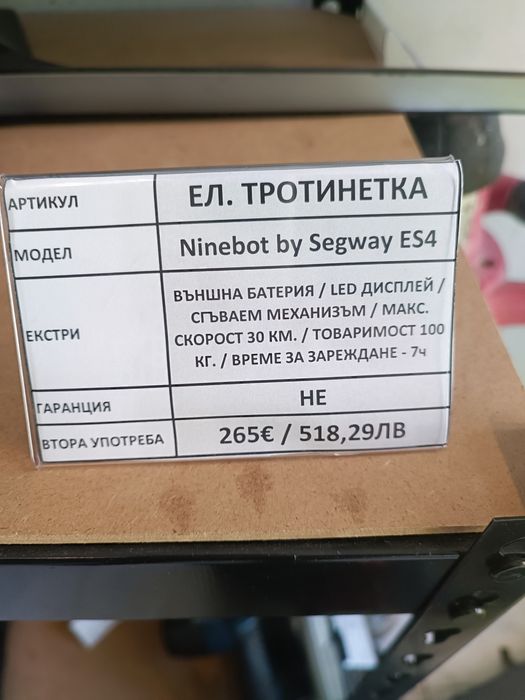 АРТИКУЛ
ЕЛ. ТРОТИНЕТКА
МОДЕЛ
Ninebot by Segway ES4
ЕКСТРИ
ВЪНШНА БАТЕРИЯ / LED ДИСПЛЕЙ /
СГЪВАЕМ МЕХАНИЗЪМ / МАКС.
СКОРОСТ 30 КМ. / ТОВАРИМОСТ 100
КГ. / ВРЕМЕ ЗА ЗАРЕЖДАНЕ - 7ч
ГАРАНЦИЯ
НЕ
ВТОРА УПОТРЕБА
265€ / 518,29ЛВ